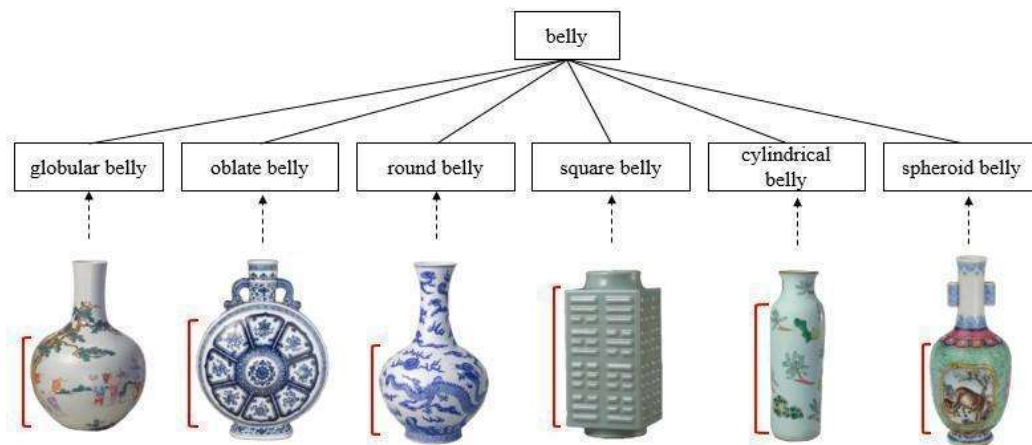 belly
globular belly
oblate belly
round belly
square belly
cylindrical
belly
spheroid belly